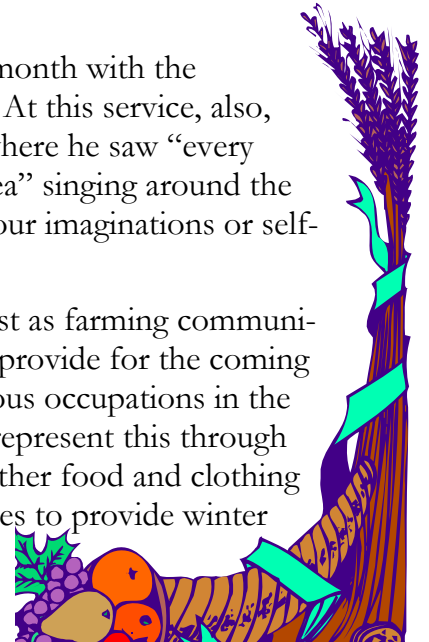 month with the
At this service, also,
where he saw “every
ea” singing around the
our imaginations or self-
st as farming communi-
provide for the coming
ous occupations in the
represent this through
ther food and clothing
es to provide winter